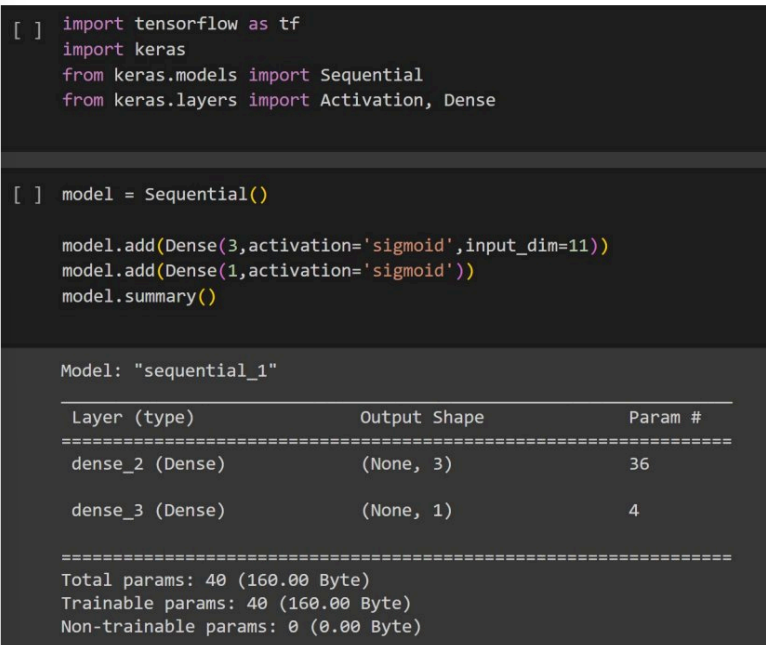 [ ] import tensorflow as tf
import keras
from keras.models import Sequential
from keras.layers import Activation, Dense
[ ] model = Sequential()
model.add(Dense(3,activation='sigmoid',input_dim=11))
model.add(Dense(1,activation='sigmoid'))
model.summary()
Model: "sequential_1"
Layer (type) Output Shape Param #
=================================================================
dense_2 (Dense) (None, 3) 36
dense_3 (Dense) (None, 1) 4
=================================================================
Total params: 40 (160.00 Byte)
Trainable params: 40 (160.00 Byte)
Non-trainable params: 0 (0.00 Byte)